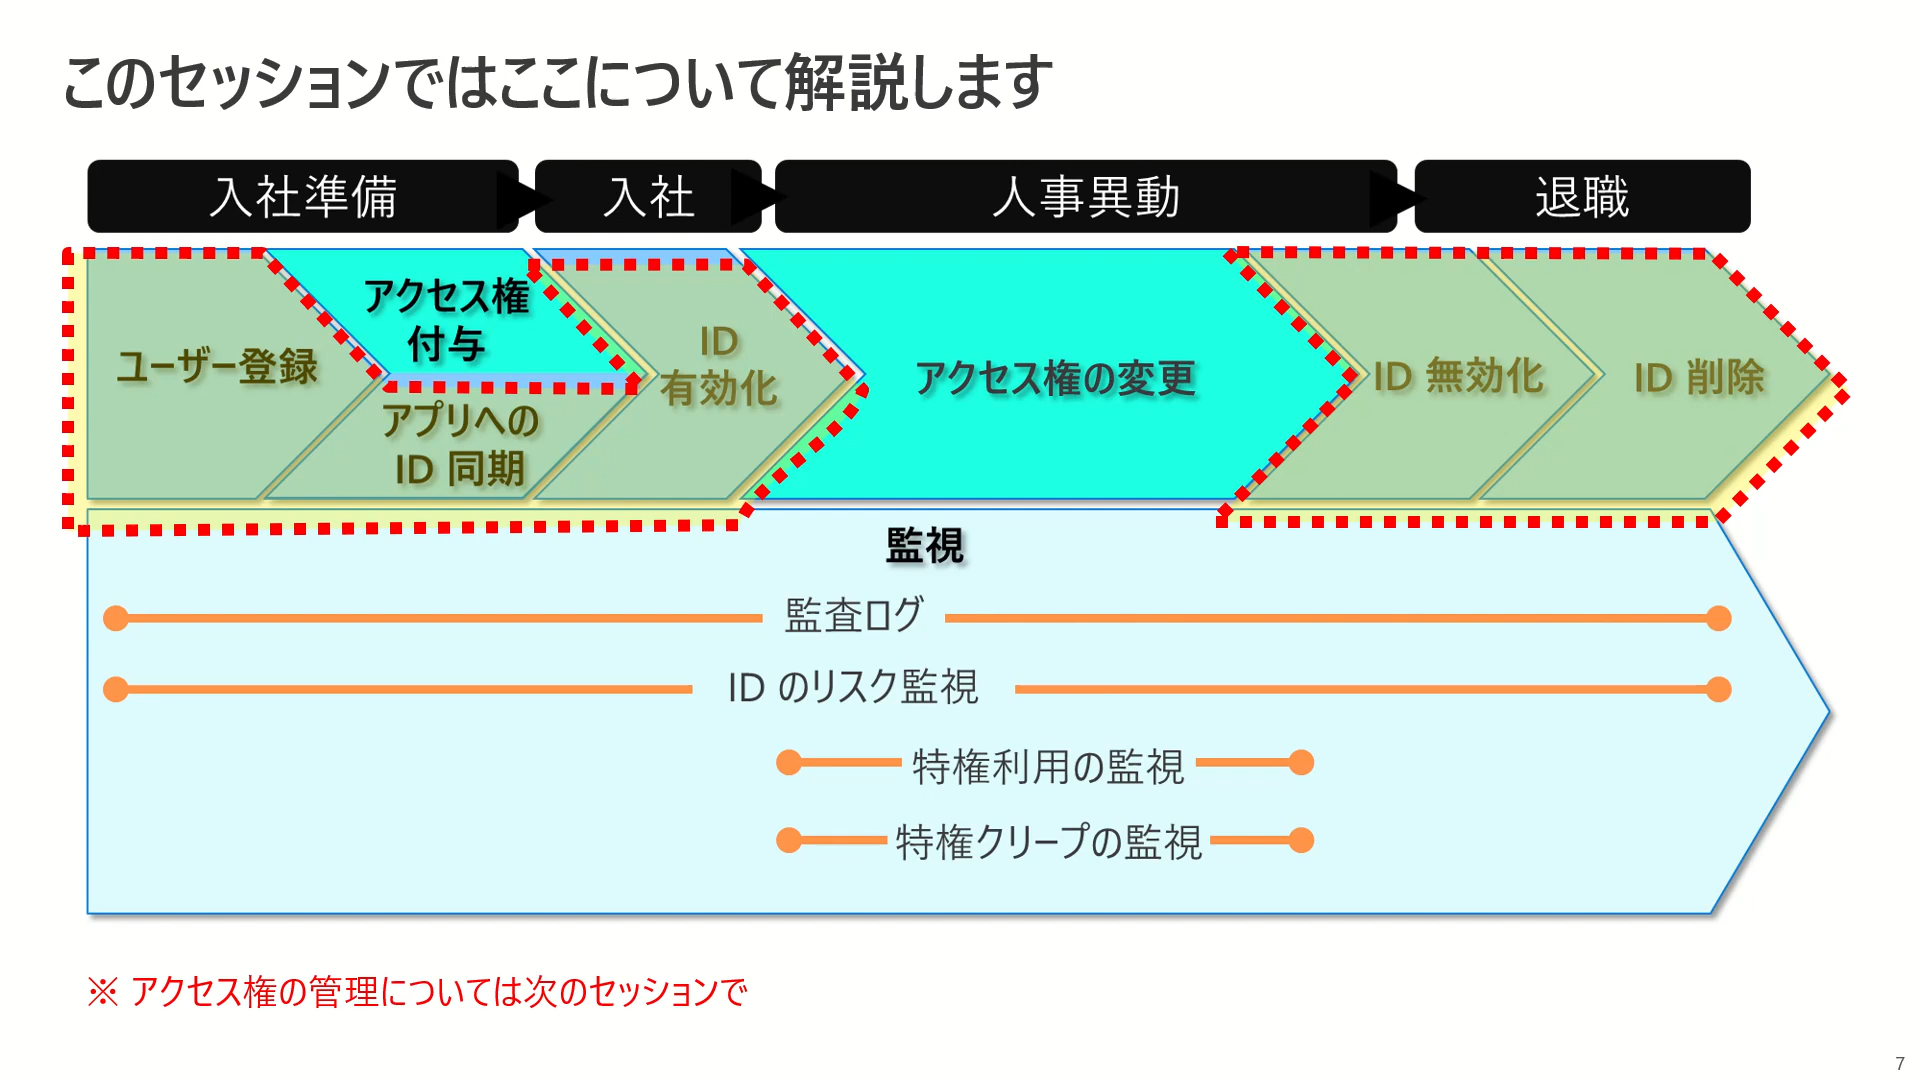 このセッションではここについて解説します
入社準備
入社
人事異動
退職
ユーザー登録
アクセス権
付与
アプリへの
ID 同期
ID
有効化
アクセス権の変更
ID 無効化
ID 削除
監視
監査ログ
ID のリスク監視
特権利用の監視
特権クリープの監視
※ アクセス権の管理については次のセッションで
7